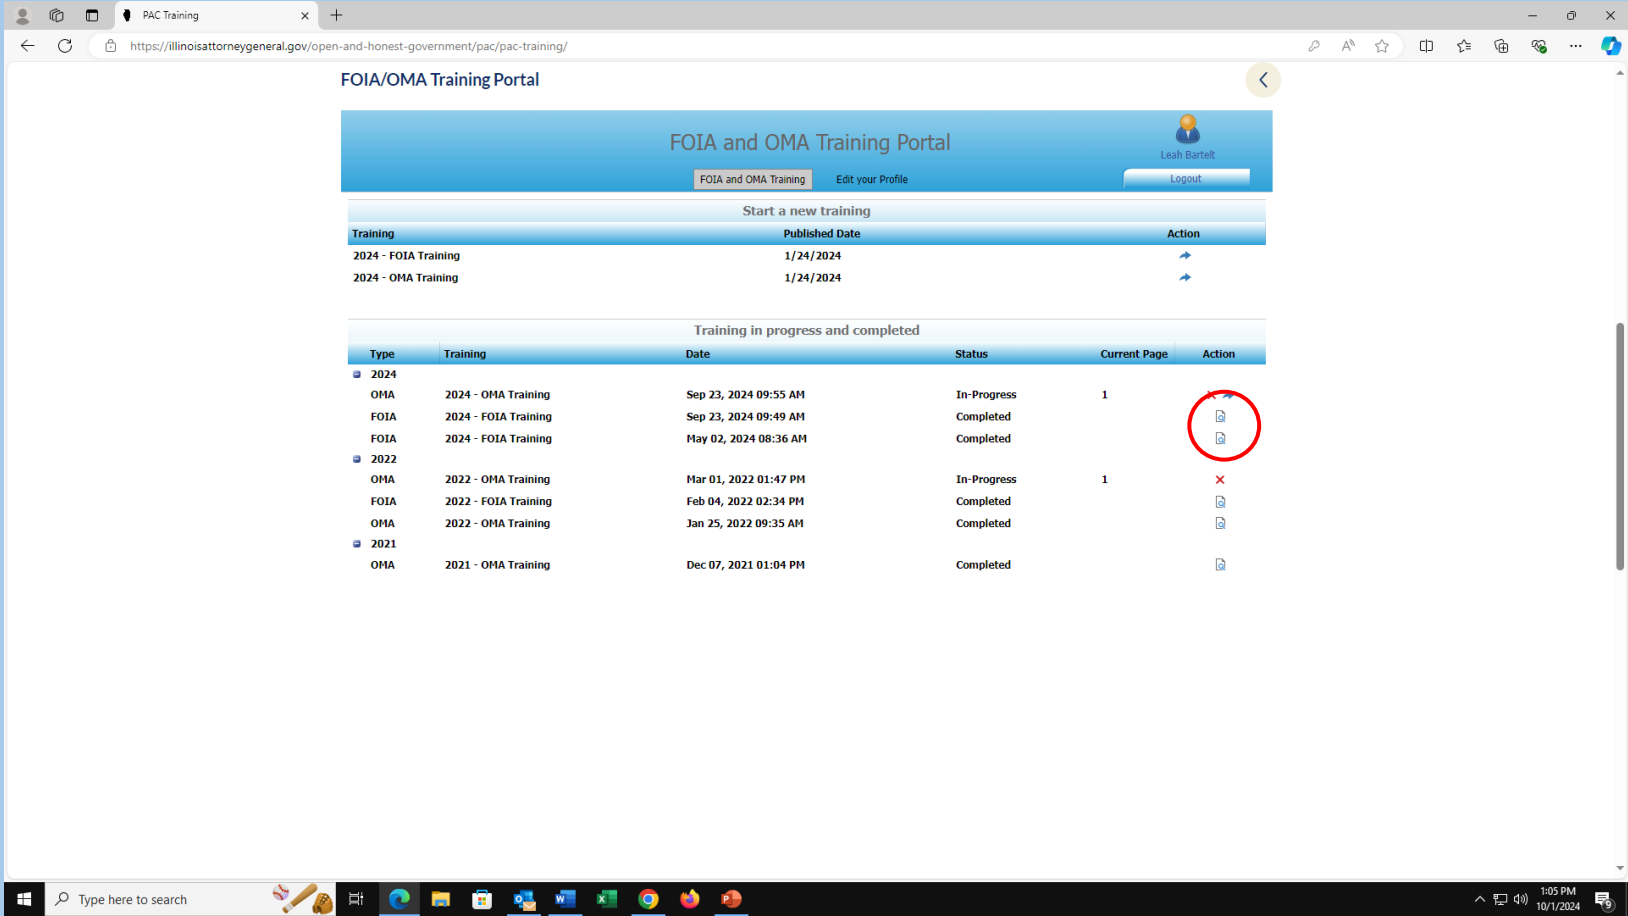 PAC Training
https://illinoisattorneygeneral.gov/open-and-honest-government/pac/pac-training/
FOIA/OMA Training Portal
FOIA and OMA Training Portal
Leah Bartelt
FOIA and OMA Training Edit your Profile Logout
Start a new training
Training Published Date Action
2024 - FOIA Training 1/24/2024
2024 - OMA Training 1/24/2024
Training in progress and completed
Type Training Date Status Current Page Action
2024
OMA 2024 - OMA Training Sep 23, 2024 09:55 AM In-Progress 1
FOIA 2024 - FOIA Training Sep 23, 2024 09:49 AM Completed
FOIA 2024 - FOIA Training May 02, 2024 08:36 AM Completed
2022
OMA 2022 - OMA Training Mar 01, 2022 01:47 PM In-Progress 1
FOIA 2022 - FOIA Training Feb 04, 2022 02:34 PM Completed
OMA 2022 - OMA Training Jan 25, 2022 09:35 AM Completed
2021
OMA 2021 - OMA Training Dec 07, 2021 01:04 PM Completed
Type here to search
1:05 PM
10/1/2024
9